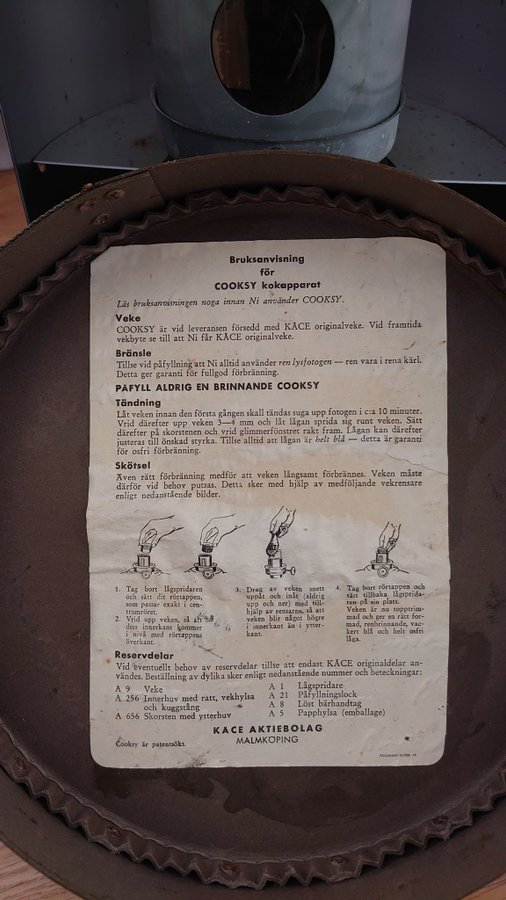 Bruksanvisning
för
COOKSY kokapparat
Läs bruksanvisningen noga innan Ni använder COOKSY.
Veke
COOKSY är vid leveransen försedd med KACE originalveke. Vid framtida
vekbyte se till att Ni får KACE originalveke.
Bränsle
Tillse vid påfyllning att Ni alltid använder ren lysfotogen — ren vara i rena kärl.
Detta ger garanti för fullgod förbränning.
PÅFYLL ALDRIG EN BRINNANDE COOKSY
Tändning
Låt veken innan den första gången skall tändas suga upp fotogen i c:a 10 minuter.
Vrid därefter upp veken 3—4 mm och låt lågan sprida sig runt veken. Sätt
därefter på skorstenen och vrid glimmerfönstret rakt fram. Lågan kan därefter
justeras till önskad styrka. Tillse alltid att lågan är helt blå — detta är garanti
för osfri förbränning.
Skötsel
Även rätt förbränning medför att veken långsamt förbrännes. Veken måste
därför vid behov putsas. Detta sker med hjälp av medföljande vekrensare
enligt nedanstående bilder.
1. Tag bort lågspridaren
och sätt dit rörtappen,
som passar exakt i cen-
trumröret.
2. Vrid upp veken, så att
dess innerkant kommer
i nivå med rörtappens
överkant.
3. Drag av veken snett
uppåt och inåt (aldrig
upp och ner) med till-
hjälp av rensaren, så att
veken blir något högre
i innerkant än i ytter-
kant.
4. Tag bort rörtappen och
sätt tillbaka lågsprida-
ren på sin plats.
Veken är nu topptrim-
mad och ger en rätt for-
mad, renbrinnande, vac-
kert blå och helt osfri
låga.
Reservdelar
Vid eventuellt behov av reservdelar tillse att endast KACE originaldelar an-
vändes. Beställning av dylika sker enligt nedanstående nummer och beteckningar:
A 9 Veke
A 256 Innerhuv med ratt, vekhylsa
och kuggstång
A 656 Skorsten med ytterhuv
A 1 Lågspridare
A 21 Påfyllningslock
A 8 Löst bärhandtag
A 5 Papphylsa (emballage)
KACE AKTIEBOLAG
MALMKÖPING
Cooksy är patentsökt.